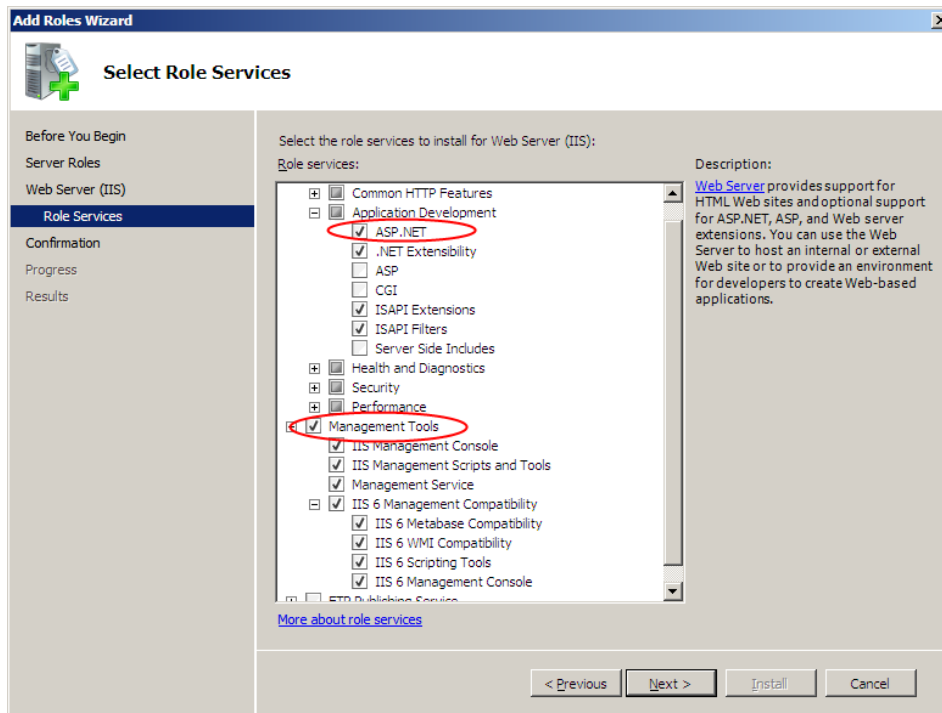 Add Roles Wizard
Select Role Services
Before You Begin
Server Roles
Web Server (IIS)
Role Services
Confirmation
Progress
Results
Select the role services to install for Web Server (IIS):
Role services:
Common HTTP Features
Application Development
ASP.NET
.NET Extensibility
ASP
CGI
ISAPI Extensions
ISAPI Filters
Server Side Includes
Health and Diagnostics
Security
Performance
Management Tools
IIS Management Console
IIS Management Scripts and Tools
Management Service
IIS 6 Management Compatibility
IIS 6 Metabase Compatibility
IIS 6 WMI Compatibility
IIS 6 Scripting Tools
IIS 6 Management Console
FTP Publishing Service
More about role services
Description:
Web Server provides support for
HTML Web sites and optional support
for ASP.NET, ASP, and Web server
extensions. You can use the Web
Server to host an internal or external
Web site or to provide an environment
for developers to create Web-based
applications.
< Previous
Next >
Install
Cancel